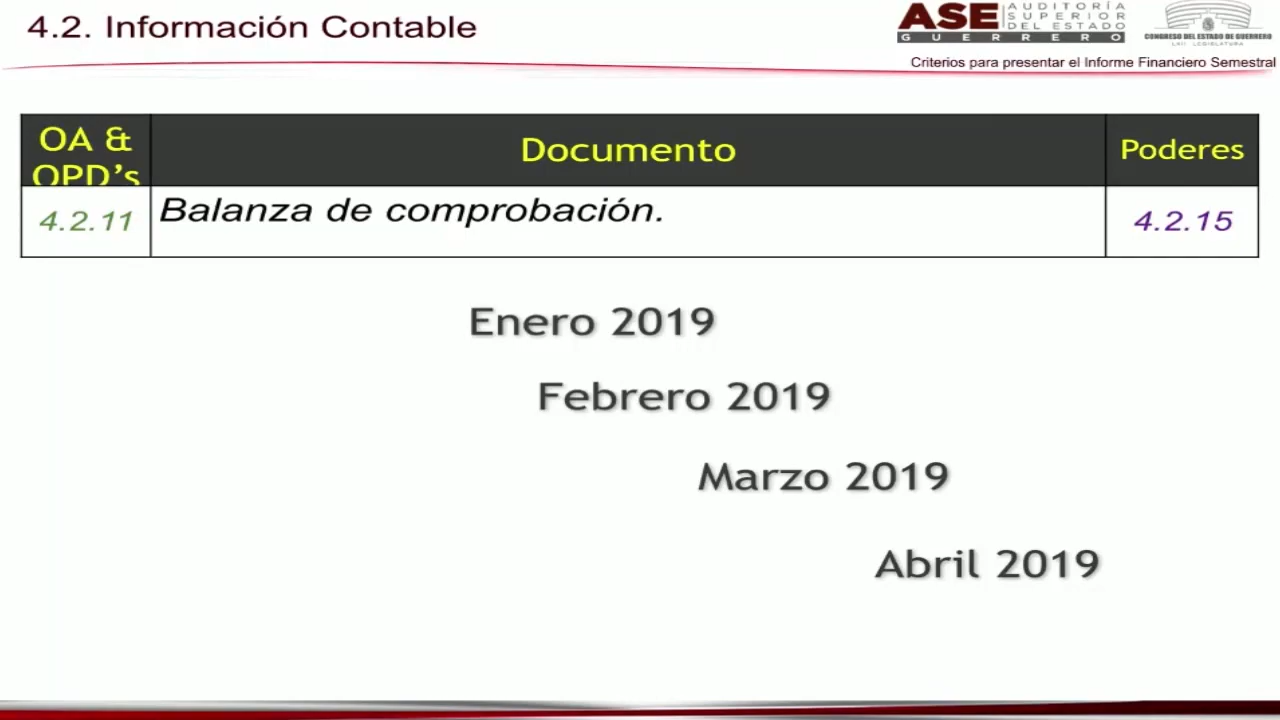 4.2. Información Contable
ASE
AUDITORÍA
SUPERIOR
DEL ESTADO
GUERRERO
CONGRESO DEL ESTADO DE GUERRERO
LXII LEGISLATURA
Criterios para presentar el Informe Financiero Semestral
OA &
OPD's
Documento
Poderes
4.2.11
Balanza de comprobación.
4.2.15
Enero 2019
Febrero 2019
Marzo 2019
Abril 2019